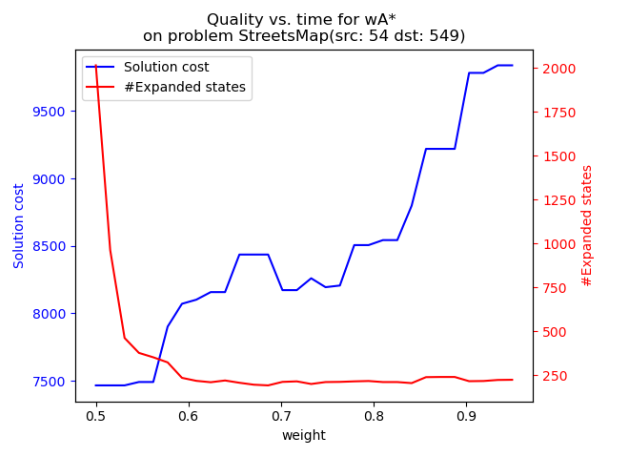 Quality vs. time for wA*
on problem StreetsMap(src: 54 dst: 549)
Solution cost
#Expanded states
9500
9000
8500
8000
7500
Solution cost
2000
1750
1500
1250
1000
750
500
250
#Expanded states
0.5 0.6 0.7 0.8 0.9
weight